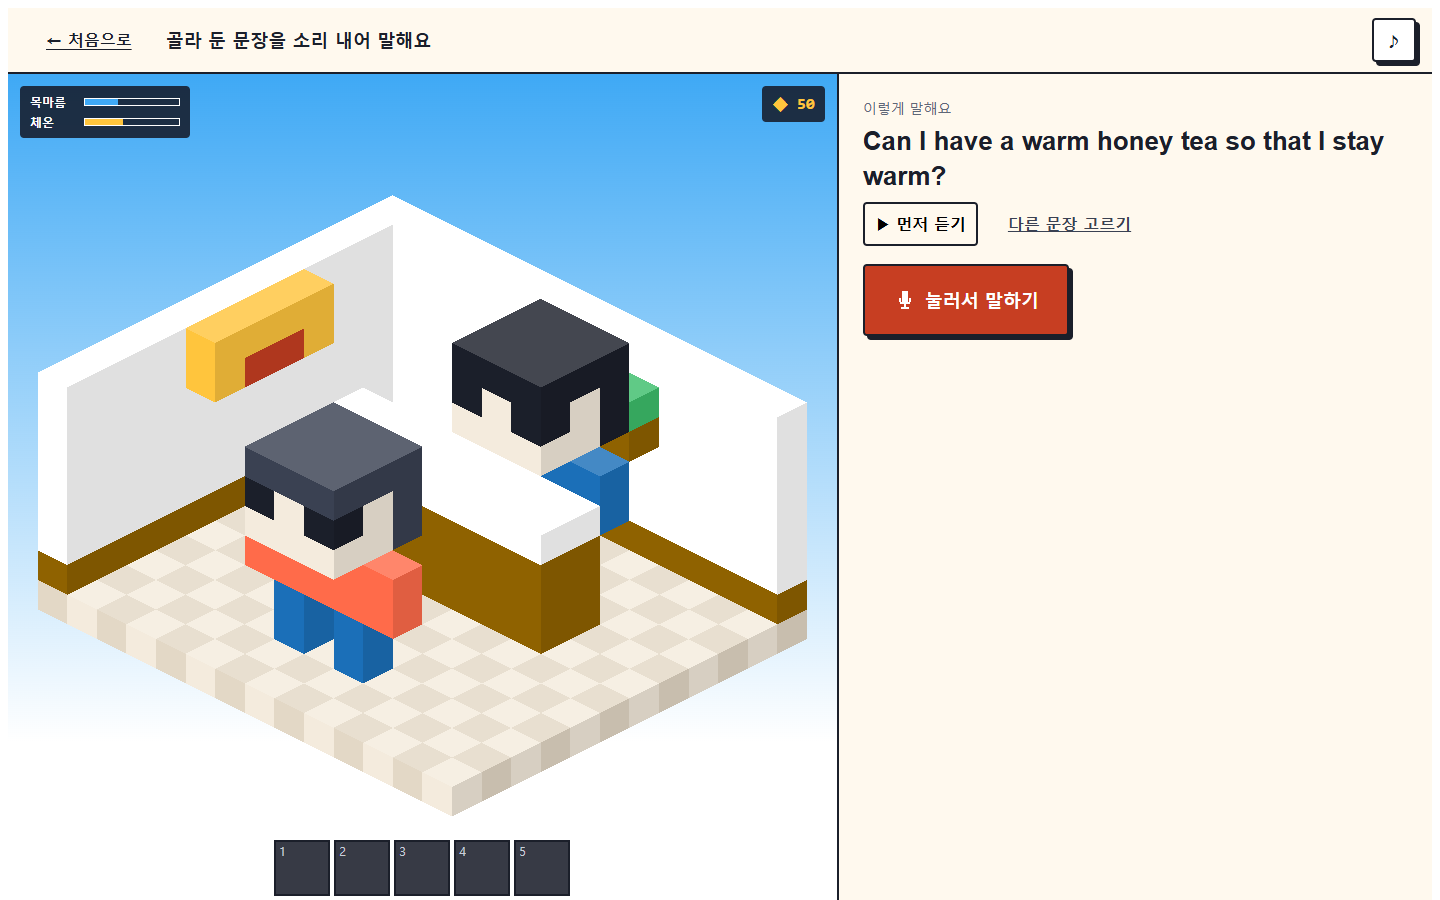 ← 처음으로
골라 둔 문장을 소리 내어 말해요
♪
목마름
체온
◆ 50
이렇게 말해요
Can I have a warm honey tea so that I stay
warm?
▶ 먼저 듣기
다른 문장 고르기
눌러서 말하기
1
2
3
4
5